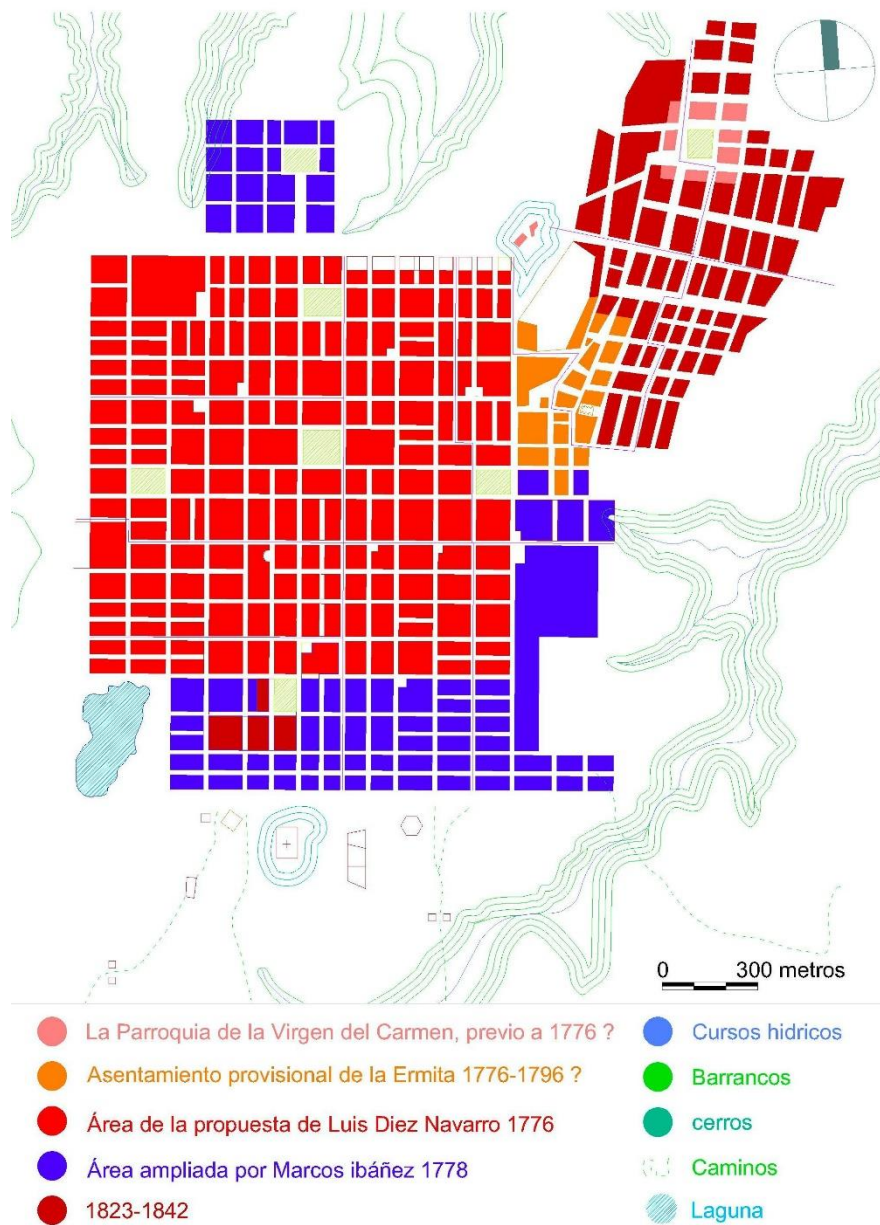 0 300 metros
La Parroquia de la Virgen del Carmen, previo a 1776 ?
Asentamiento provisional de la Ermita 1776-1796 ?
Área de la propuesta de Luis Diez Navarro 1776
Área ampliada por Marcos ibáñez 1778
1823-1842
Cursos hidricos
Barrancos
cerros
Caminos
Laguna